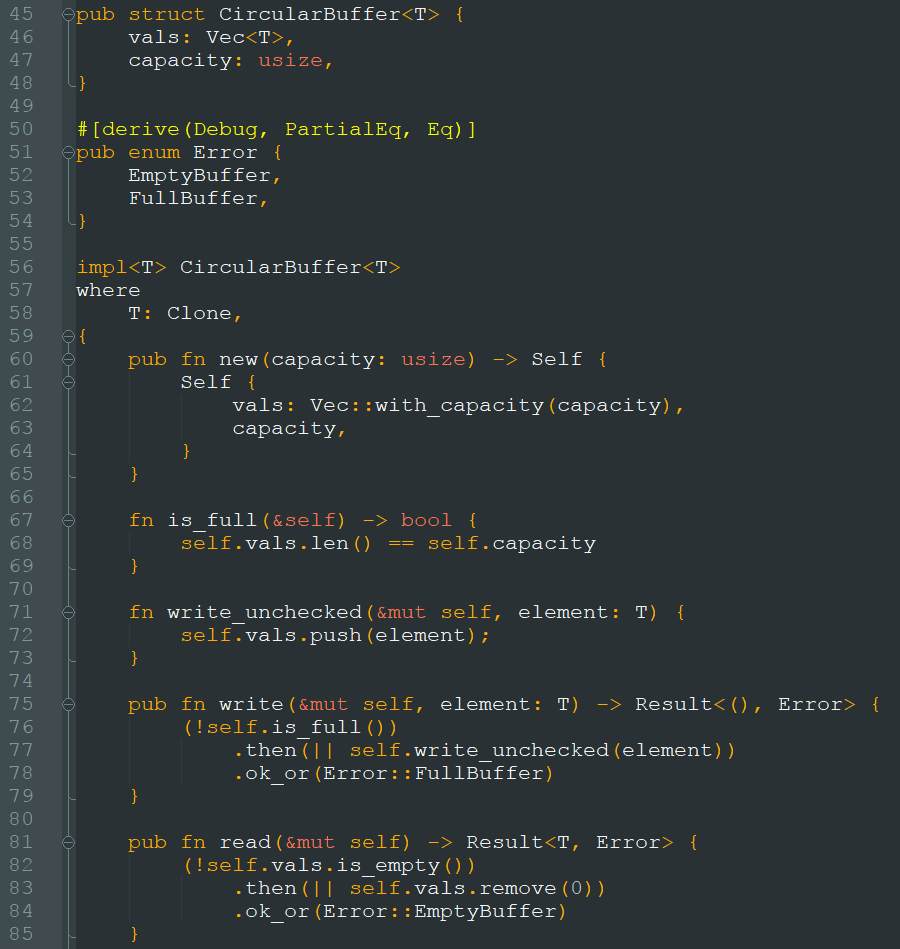 45 pub struct CircularBuffer<T> {
46     vals: Vec<T>,
47     capacity: usize,
48 }
49
50 #[derive(Debug, PartialEq, Eq)]
51 pub enum Error {
52     EmptyBuffer,
53     FullBuffer,
54 }
55
56 impl<T> CircularBuffer<T>
57 where
58     T: Clone,
59 {
60     pub fn new(capacity: usize) -> Self {
61         Self {
62             vals: Vec::with_capacity(capacity),
63             capacity,
64         }
65     }
66
67     fn is_full(&self) -> bool {
68         self.vals.len() == self.capacity
69     }
70
71     fn write_unchecked(&mut self, element: T) {
72         self.vals.push(element);
73     }
74
75     pub fn write(&mut self, element: T) -> Result<(), Error> {
76         (!self.is_full())
77             .then(|| self.write_unchecked(element))
78             .ok_or(Error::FullBuffer)
79     }
80
81     pub fn read(&mut self) -> Result<T, Error> {
82         (!self.vals.is_empty())
83             .then(|| self.vals.remove(0))
84             .ok_or(Error::EmptyBuffer)
85     }